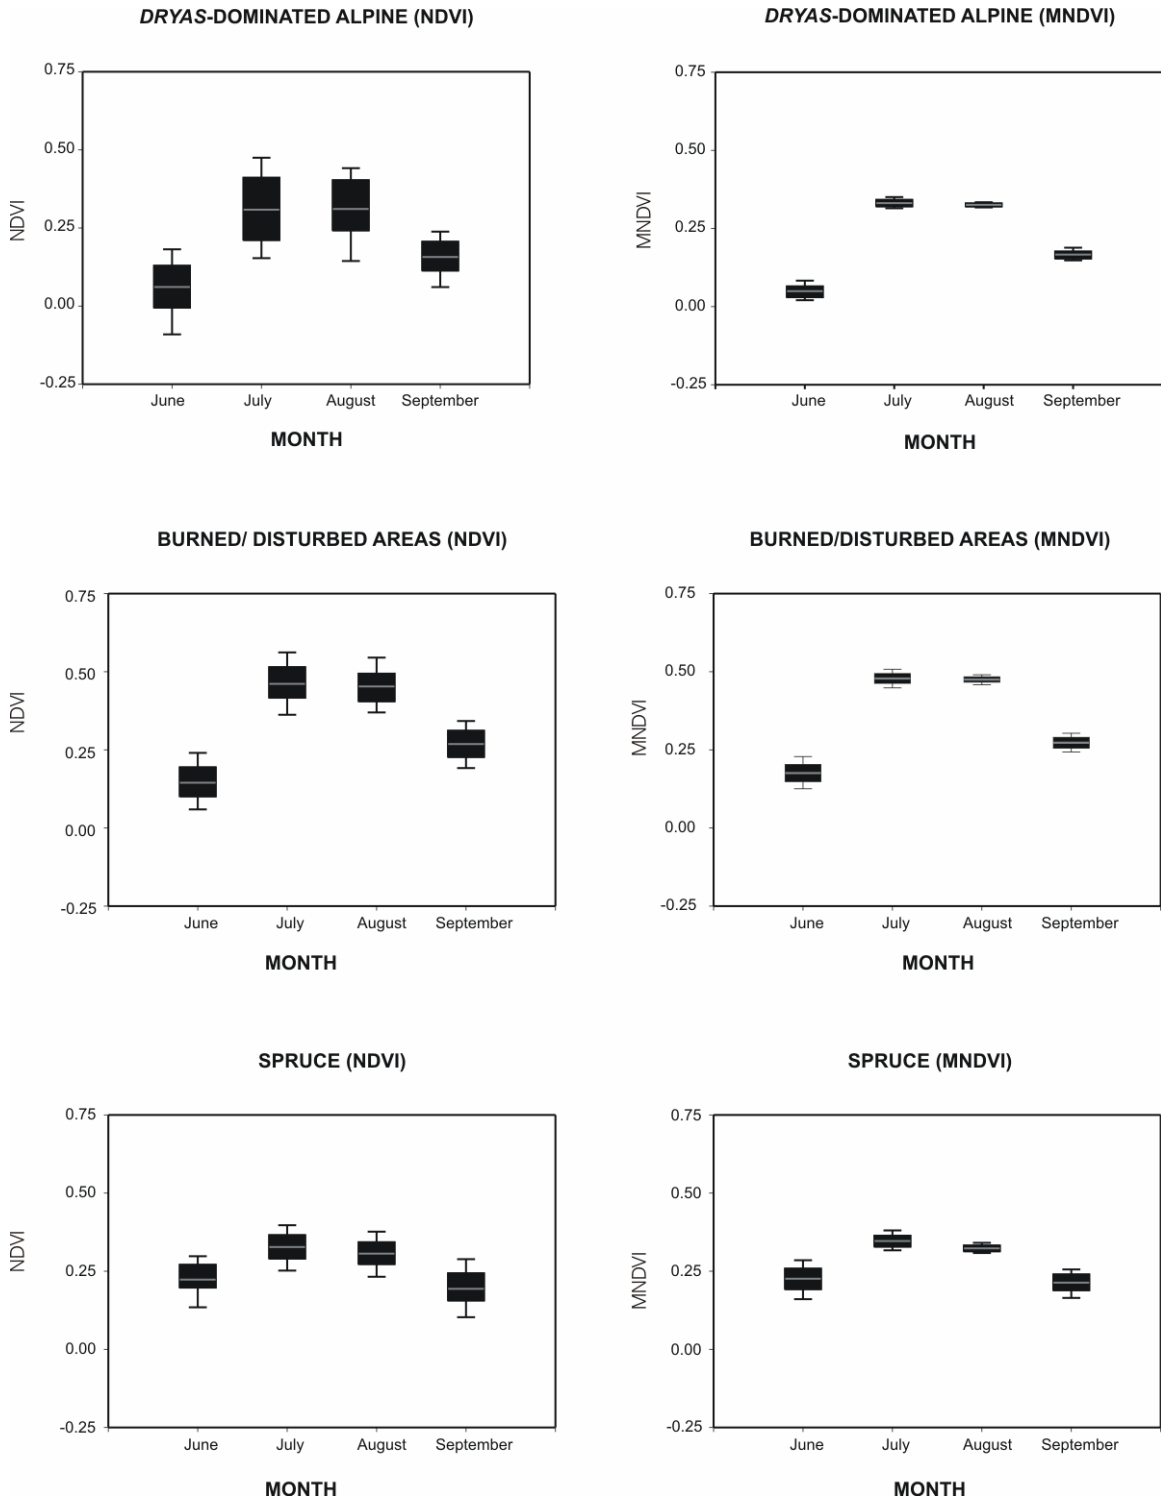 DRYAS-DOMINATED ALPINE (NDVI)
0.75
0.50
0.25
0.00
-0.25
NDVI
June July August September
MONTH
DRYAS-DOMINATED ALPINE (MNDVI)
0.75
0.50
0.25
0.00
-0.25
MNDVI
June July August September
MONTH
BURNED/ DISTURBED AREAS (NDVI)
0.75
0.50
0.25
0.00
-0.25
NDVI
June July August September
MONTH
BURNED/DISTURBED AREAS (MNDVI)
0.75
0.50
0.25
0.00
-0.25
MNDVI
June July August September
MONTH
SPRUCE (NDVI)
0.75
0.50
0.25
0.00
-0.25
NDVI
June July August September
MONTH
SPRUCE (MNDVI)
0.75
0.50
0.25
0.00
-0.25
MNDVI
June July August September
MONTH